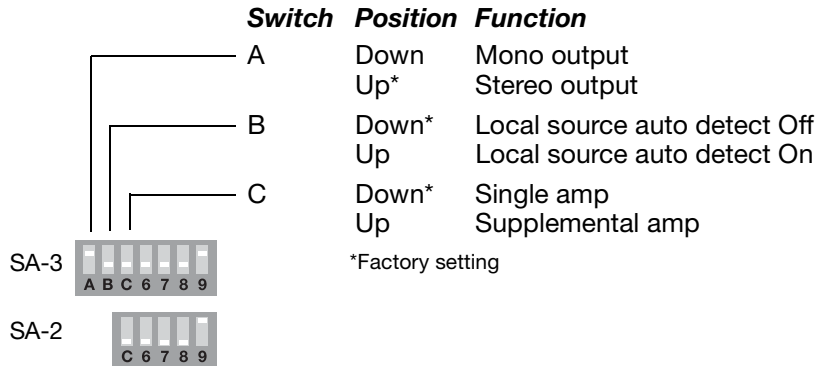 Switch Position Function
A Down Mono output
Up* Stereo output
B Down* Local source auto detect Off
Up Local source auto detect On
C Down* Single amp
Up Supplemental amp
*Factory setting
SA-3
A B C 6 7 8 9
SA-2
C 6 7 8 9